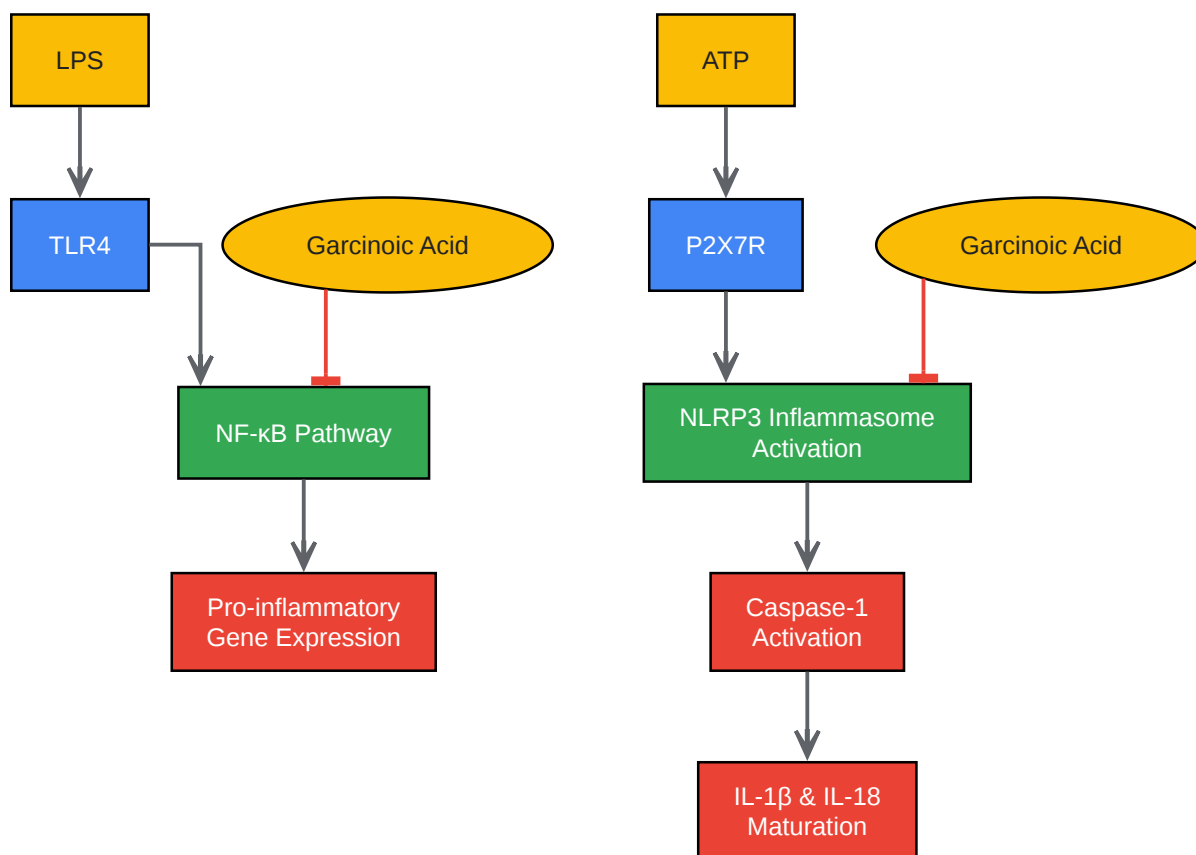 LPS
ATP
TLR4
Garcinoic Acid
P2X7R
Garcinoic Acid
NF-κB Pathway
NLRP3 Inflammasome
Activation
Pro-inflammatory
Gene Expression
Caspase-1
Activation
IL-1β & IL-18
Maturation